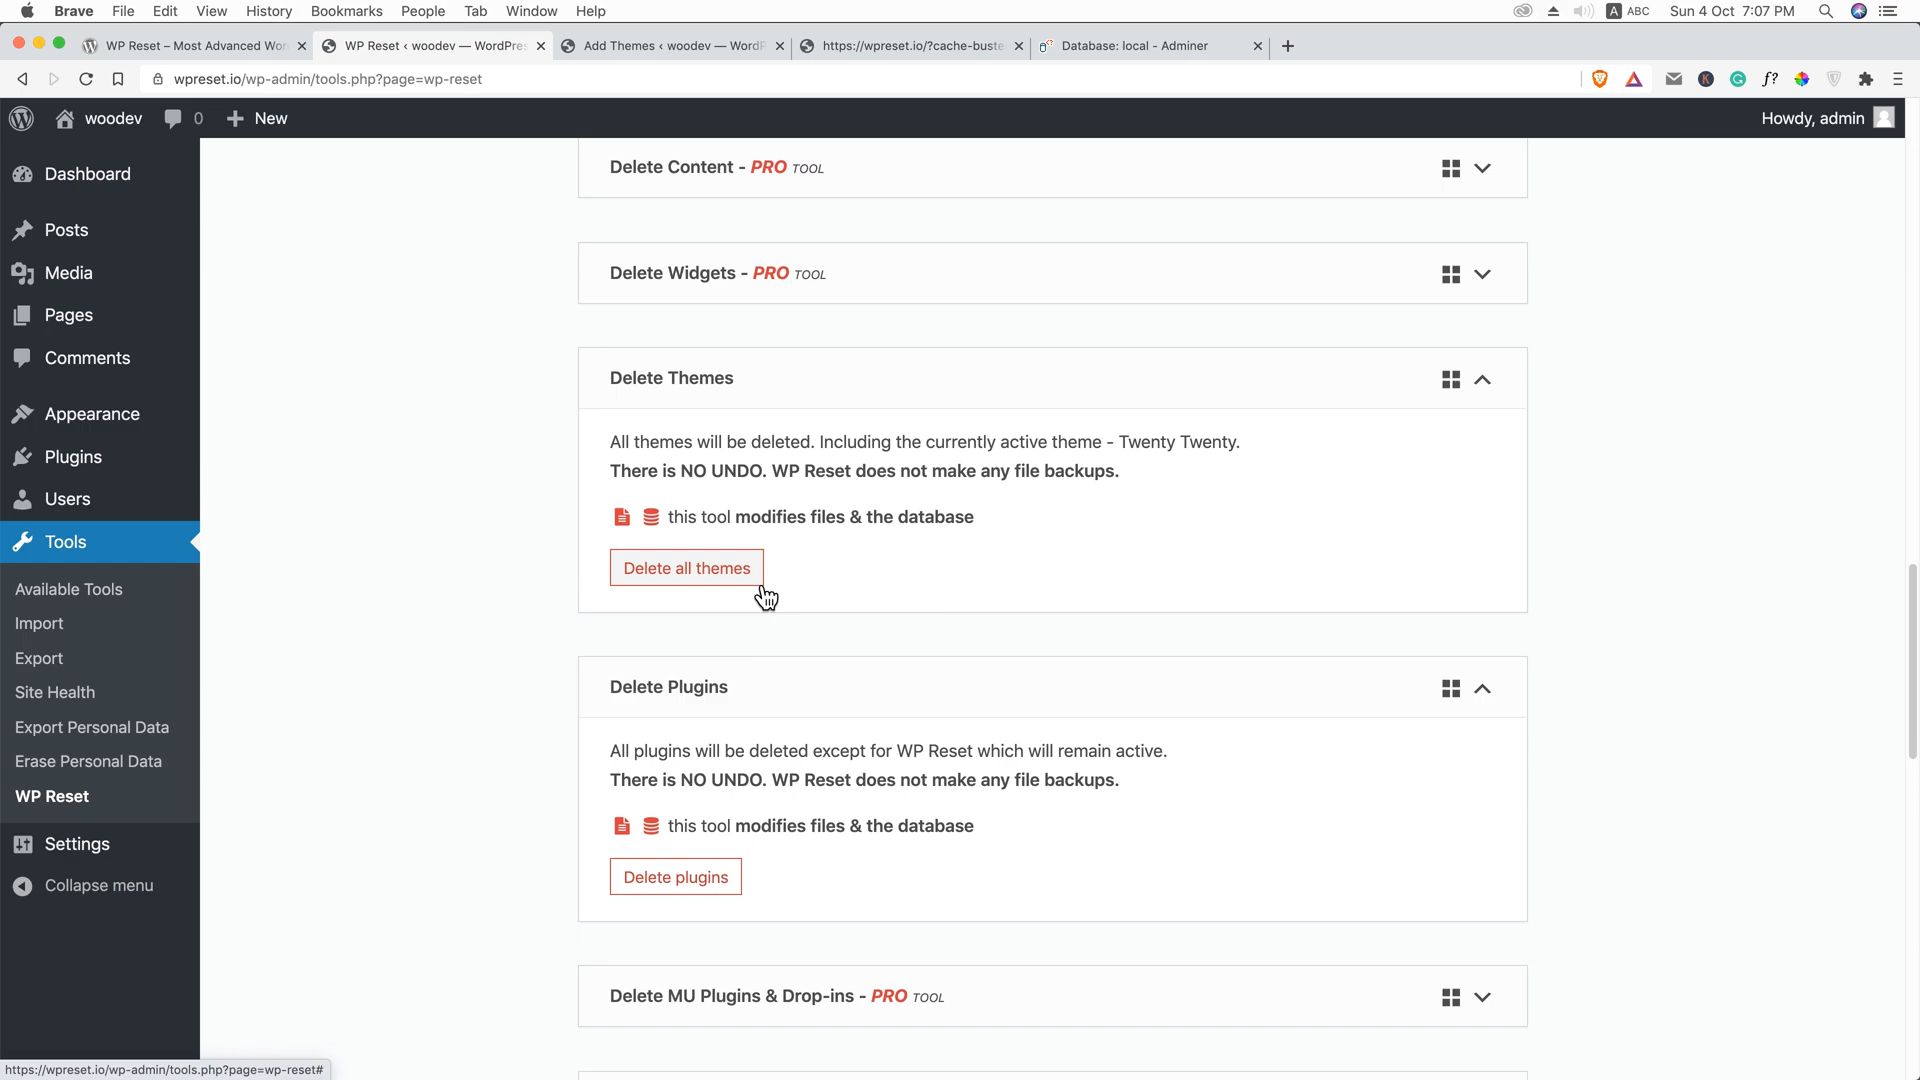 Brave File Edit View History Bookmarks People Tab Window Help A ABC Sun 4 Oct 7:07 PM
WP Reset – Most Advanced Wor
WP Reset ‹ woodev — WordPres
Add Themes ‹ woodev — WordP
https://wpreset.io/?cache-buste
Database: local - Adminer
wpreset.io/wp-admin/tools.php?page=wp-reset
K G f?
woodev 0 New Howdy, admin
Dashboard
Posts
Media
Pages
Comments
Appearance
Plugins
Users
Tools
Available Tools
Import
Export
Site Health
Export Personal Data
Erase Personal Data
WP Reset
Settings
Collapse menu
Delete Content - PRO TOOL
Delete Widgets - PRO TOOL
Delete Themes
All themes will be deleted. Including the currently active theme - Twenty Twenty.
There is NO UNDO. WP Reset does not make any file backups.
this tool modifies files & the database
Delete all themes
Delete Plugins
All plugins will be deleted except for WP Reset which will remain active.
There is NO UNDO. WP Reset does not make any file backups.
this tool modifies files & the database
Delete plugins
Delete MU Plugins & Drop-ins - PRO TOOL
https://wpreset.io/wp-admin/tools.php?page=wp-reset#